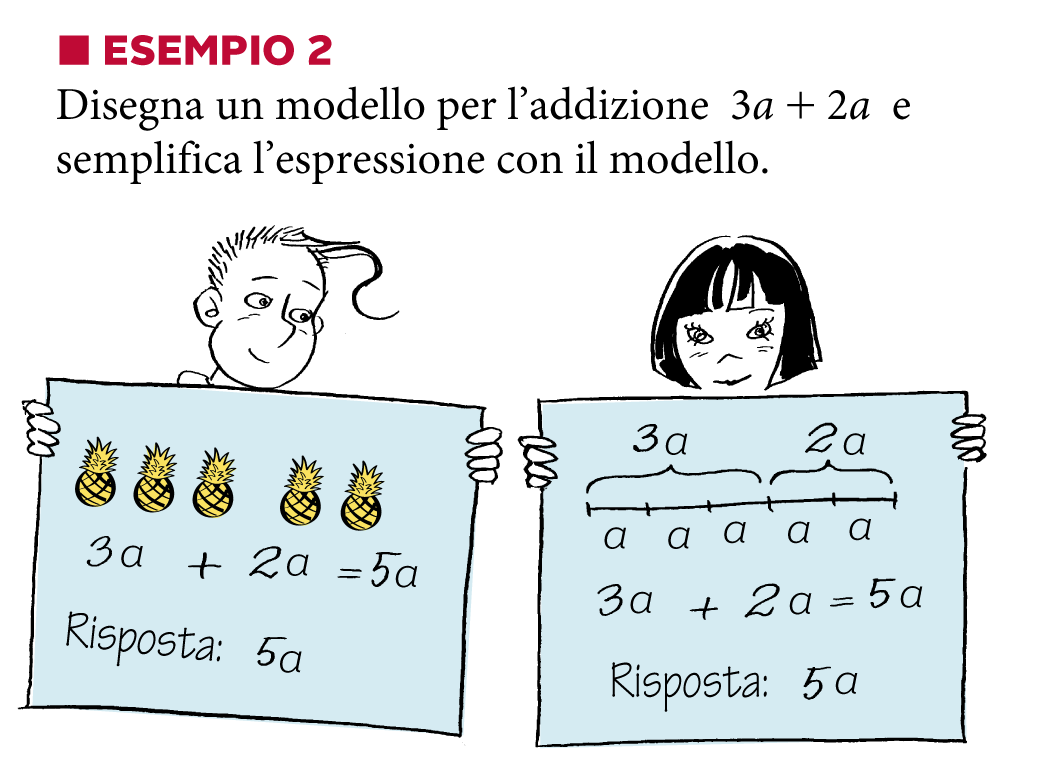 ■ ESEMPIO 2
Disegna un modello per l’addizione 3a + 2a e
semplifica l’espressione con il modello.
3a + 2a = 5a
Risposta: 5a
3a 2a
a a a a a
3a + 2a = 5a
Risposta: 5a